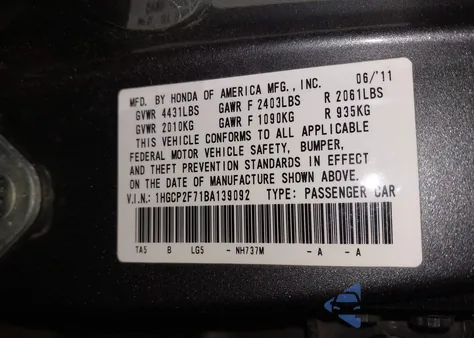 MFD. BY HONDA OF AMERICA MFG., INC. 06/'11
GVWR 4431LBS GAWR F 2403LBS R 2061LBS
GVWR 2010KG GAWR F 1090KG R 935KG
THIS VEHICLE CONFORMS TO ALL APPLICABLE
FEDERAL MOTOR VEHICLE SAFETY, BUMPER,
AND THEFT PREVENTION STANDARDS IN EFFECT
ON THE DATE OF MANUFACTURE SHOWN ABOVE.
V.I.N.: 1HGCP2F71BA139092 TYPE: PASSENGER CAR
TA5 B LG5 - NH737M - A - A